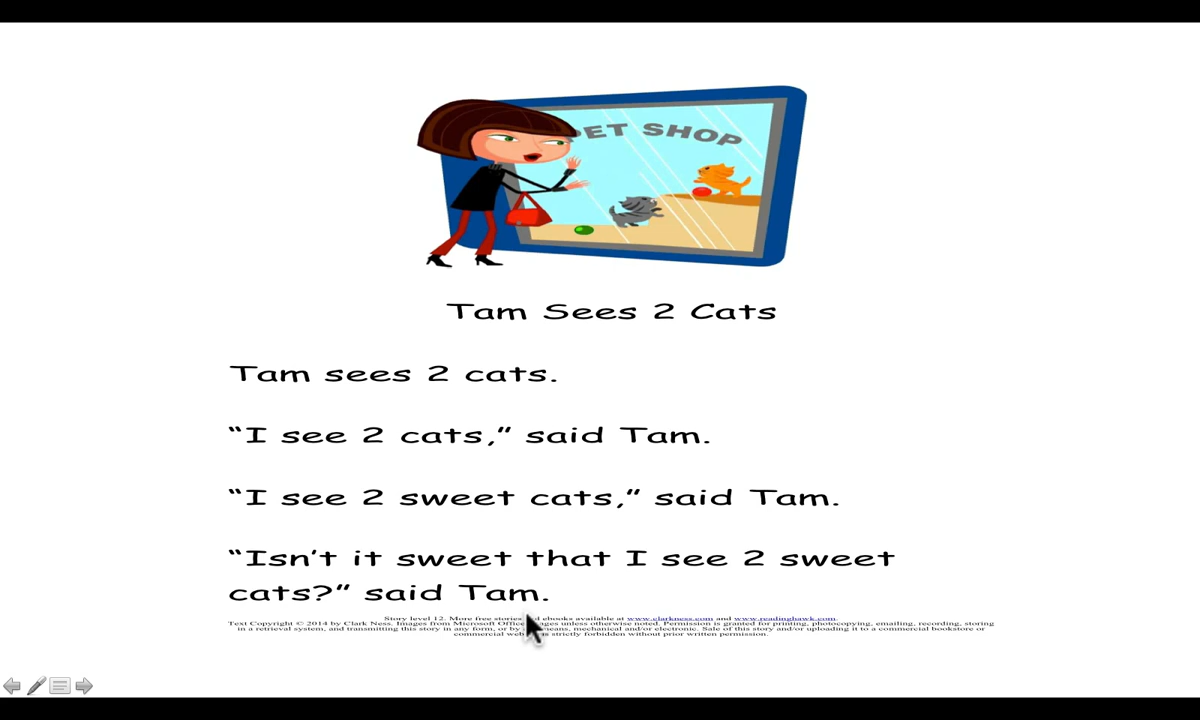 PET SHOP
Tam Sees 2 Cats
Tam sees 2 cats.
“I see 2 cats,” said Tam.
“I see 2 sweet cats,” said Tam.
“Isn’t it sweet that I see 2 sweet
cats?” said Tam.
Story level 12. More free stories ebooks available at www.clarkness.com and www.readinghawk.com.
Text Copyright © 2014 by Clark Ness. Images from Microsoft Office unless otherwise noted. Permission is granted for printing, photocopying, emailing, recording, storing
in a retrieval system, and transmitting this story in any form, or by means, mechanical and/or electronic. Sale of this story and/or uploading it to a commercial bookstore or
commercial strictly forbidden without prior written permission.